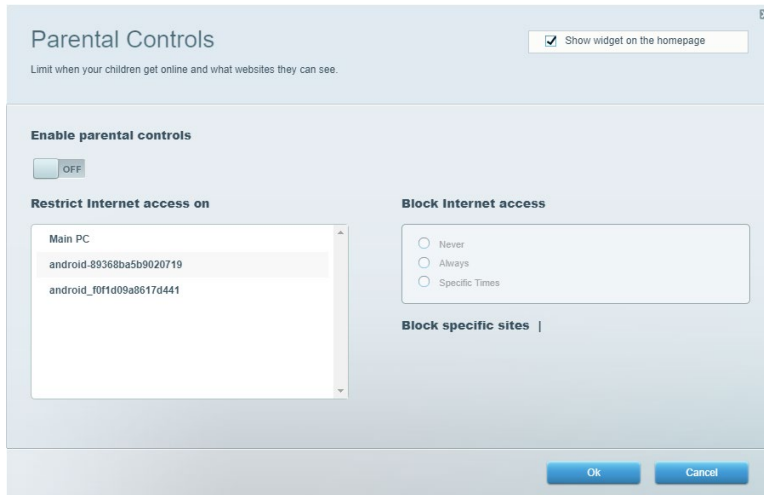 Parental Controls
Show widget on the homepage
Limit when your children get online and what websites they can see.
Enable parental controls
OFF
Restrict Internet access on
Main PC
android-89368ba5b9020719
android_f0f1d09a8617d441
Block Internet access
Never
Always
Specific Times
Block specific sites |
Ok
Cancel